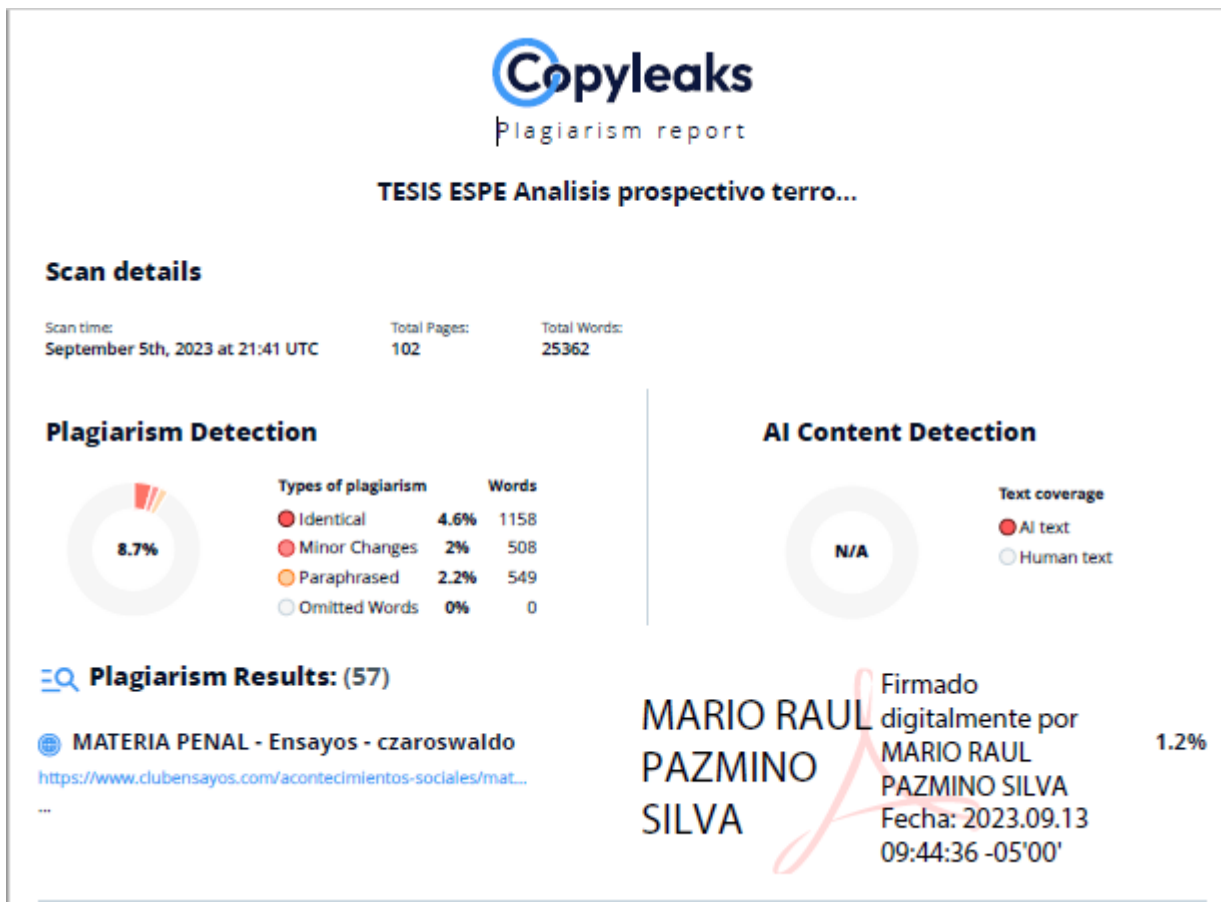 Copyleaks
Plagiarism report
TESIS ESPE Analisis prospectivo terro...
Scan details
Scan time:
September 5th, 2023 at 21:41 UTC
Total Pages:
102
Total Words:
25362
Plagiarism Detection
8.7%
Types of plagiarism Words
Identical 4.6% 1158
Minor Changes 2% 508
Paraphrased 2.2% 549
Omitted Words 0% 0
AI Content Detection
N/A
Text coverage
AI text
Human text
Plagiarism Results: (57)
MATERIA PENAL - Ensayos - czaroswaldo
https://www.clubensayos.com/acontecimientos-sociales/mat...
...
MARIO RAUL
PAZMINO
SILVA
Firmado
digitalmente por
MARIO RAUL
PAZMINO SILVA
Fecha: 2023.09.13
09:44:36 -05'00'
1.2%